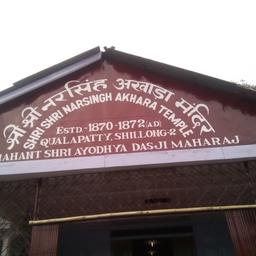 श्री श्री नरसिंह अखाड़ा मंदिर
SHRI SHRI NARSINGH AKHARA TEMPLE
ESTD.-1870-1872(AD)
QUALAPATTY, SHILLONG-2
MAHANT SHRI AYODHYA DASJI MAHARAJ